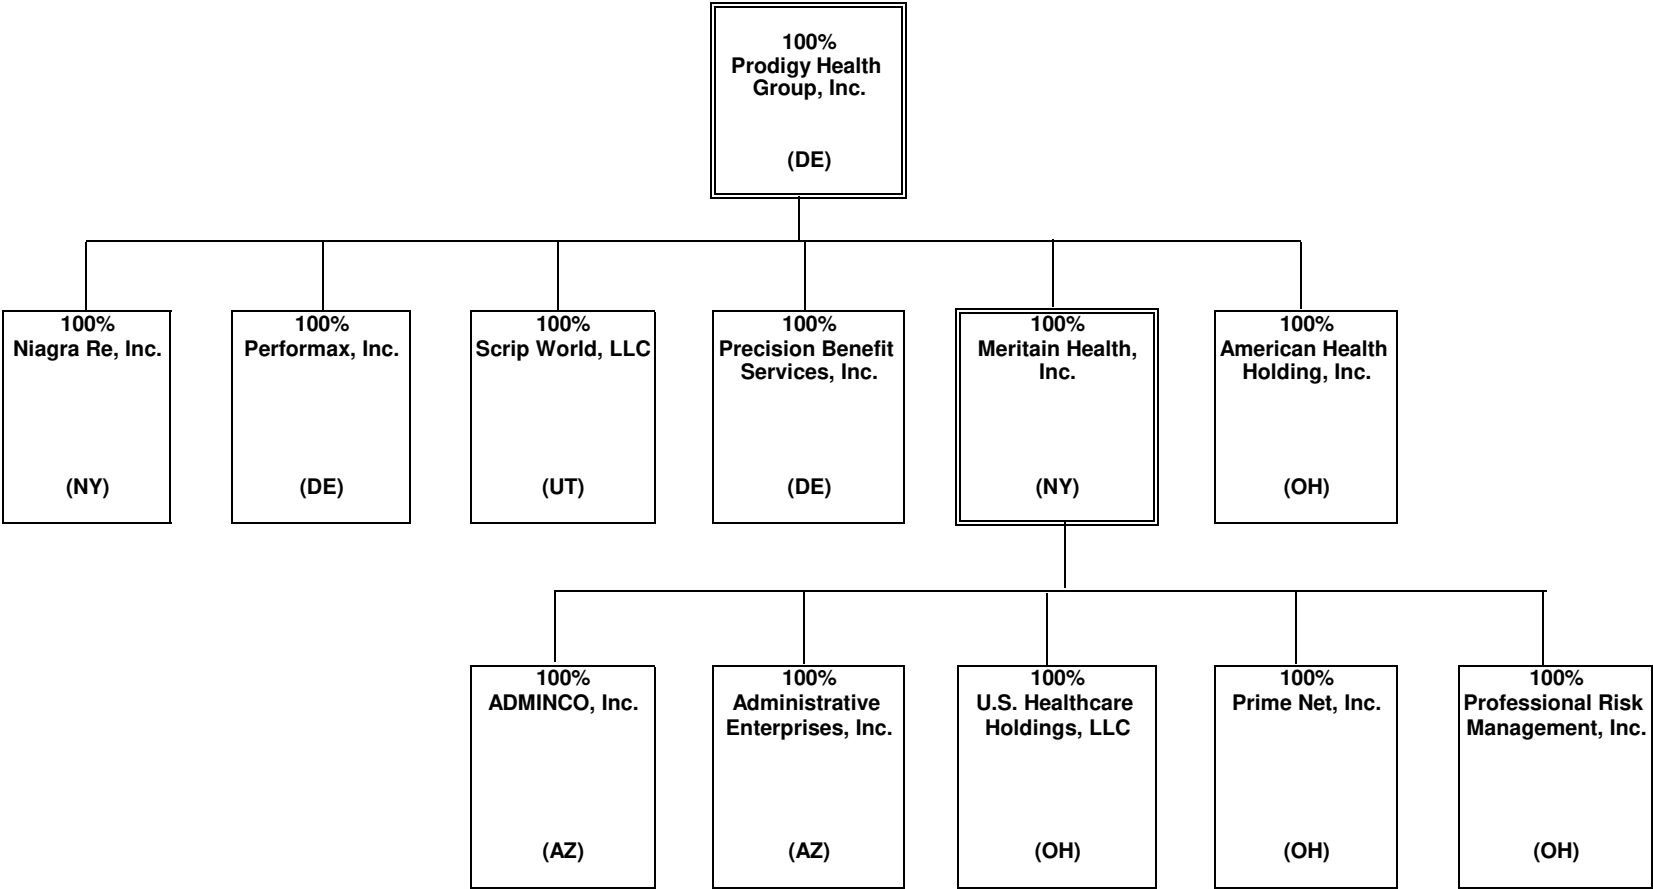 100%
Prodigy Health
Group, Inc.
(DE)
100%
Niagra Re, Inc.
(NY)
100%
Performax, Inc.
(DE)
100%
Scrip World, LLC
(UT)
100%
Precision Benefit
Services, Inc.
(DE)
100%
Meritain Health,
Inc.
(NY)
100%
American Health
Holding, Inc.
(OH)
100%
ADMINCO, Inc.
(AZ)
100%
Administrative
Enterprises, Inc.
(AZ)
100%
U.S. Healthcare
Holdings, LLC
(OH)
100%
Prime Net, Inc.
(OH)
100%
Professional Risk
Management, Inc.
(OH)